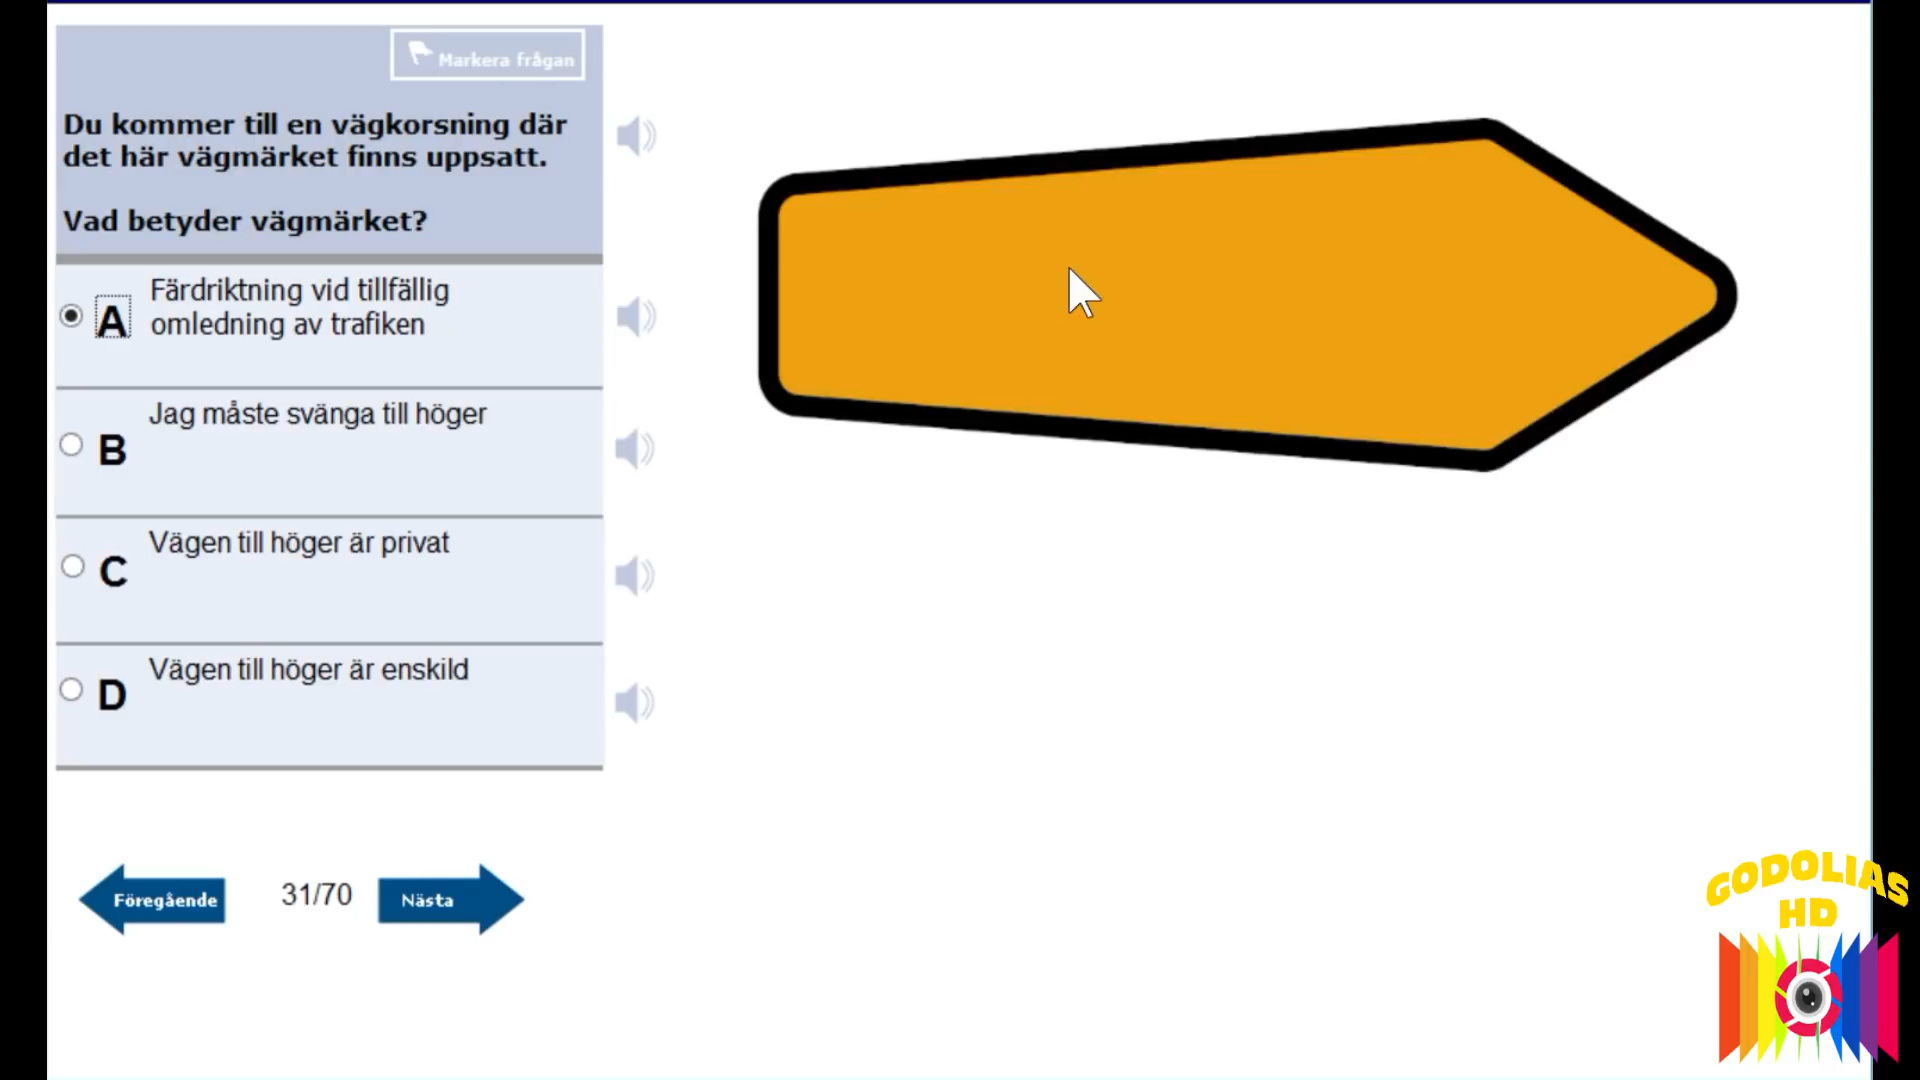 Markera frågan
Du kommer till en vägkorsning där
det här vägmärket finns uppsatt.
Vad betyder vägmärket?
A Färdriktning vid tillfällig
omledning av trafiken
B Jag måste svänga till höger
C Vägen till höger är privat
D Vägen till höger är enskild
Föregående 31/70 Nästa
GODOLIAS
HD